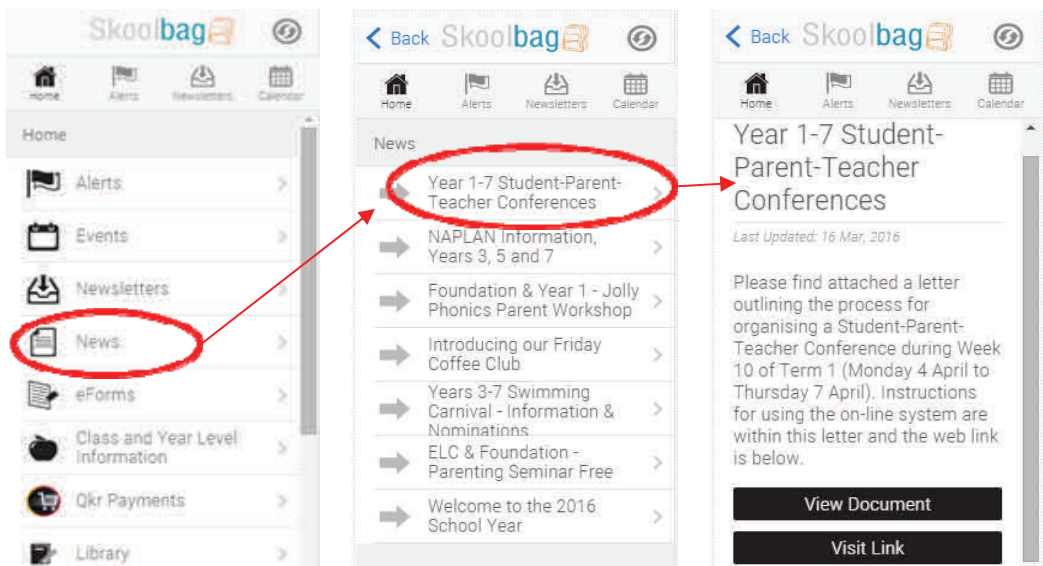 Skoolbag
Home Alerts Newsletters Calendar
Home
Alerts
Events
Newsletters
News
eForms
Class and Year Level
Information
Qkr Payments
Library
Back Skoolbag
Home Alerts Newsletters Calendar
News
Year 1-7 Student-Parent-
Teacher Conferences
NAPLAN Information,
Years 3, 5 and 7
Foundation & Year 1 - Jolly
Phonics Parent Workshop
Introducing our Friday
Coffee Club
Years 3-7 Swimming
Carnival - Information &
Nominations
ELC & Foundation -
Parenting Seminar Free
Welcome to the 2016
School Year
Back Skoolbag
Home Alerts Newsletters Calendar
Year 1-7 Student-
Parent-Teacher
Conferences
Last Updated: 16 Mar, 2016
Please find attached a letter
outlining the process for
organising a Student-Parent-
Teacher Conference during Week
10 of Term 1 (Monday 4 April to
Thursday 7 April). Instructions
for using the on-line system are
within this letter and the web link
is below.
View Document
Visit Link